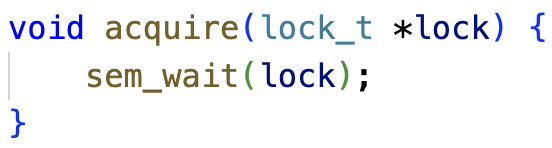 void acquire(lock_t *lock) {
    sem_wait(lock);
}